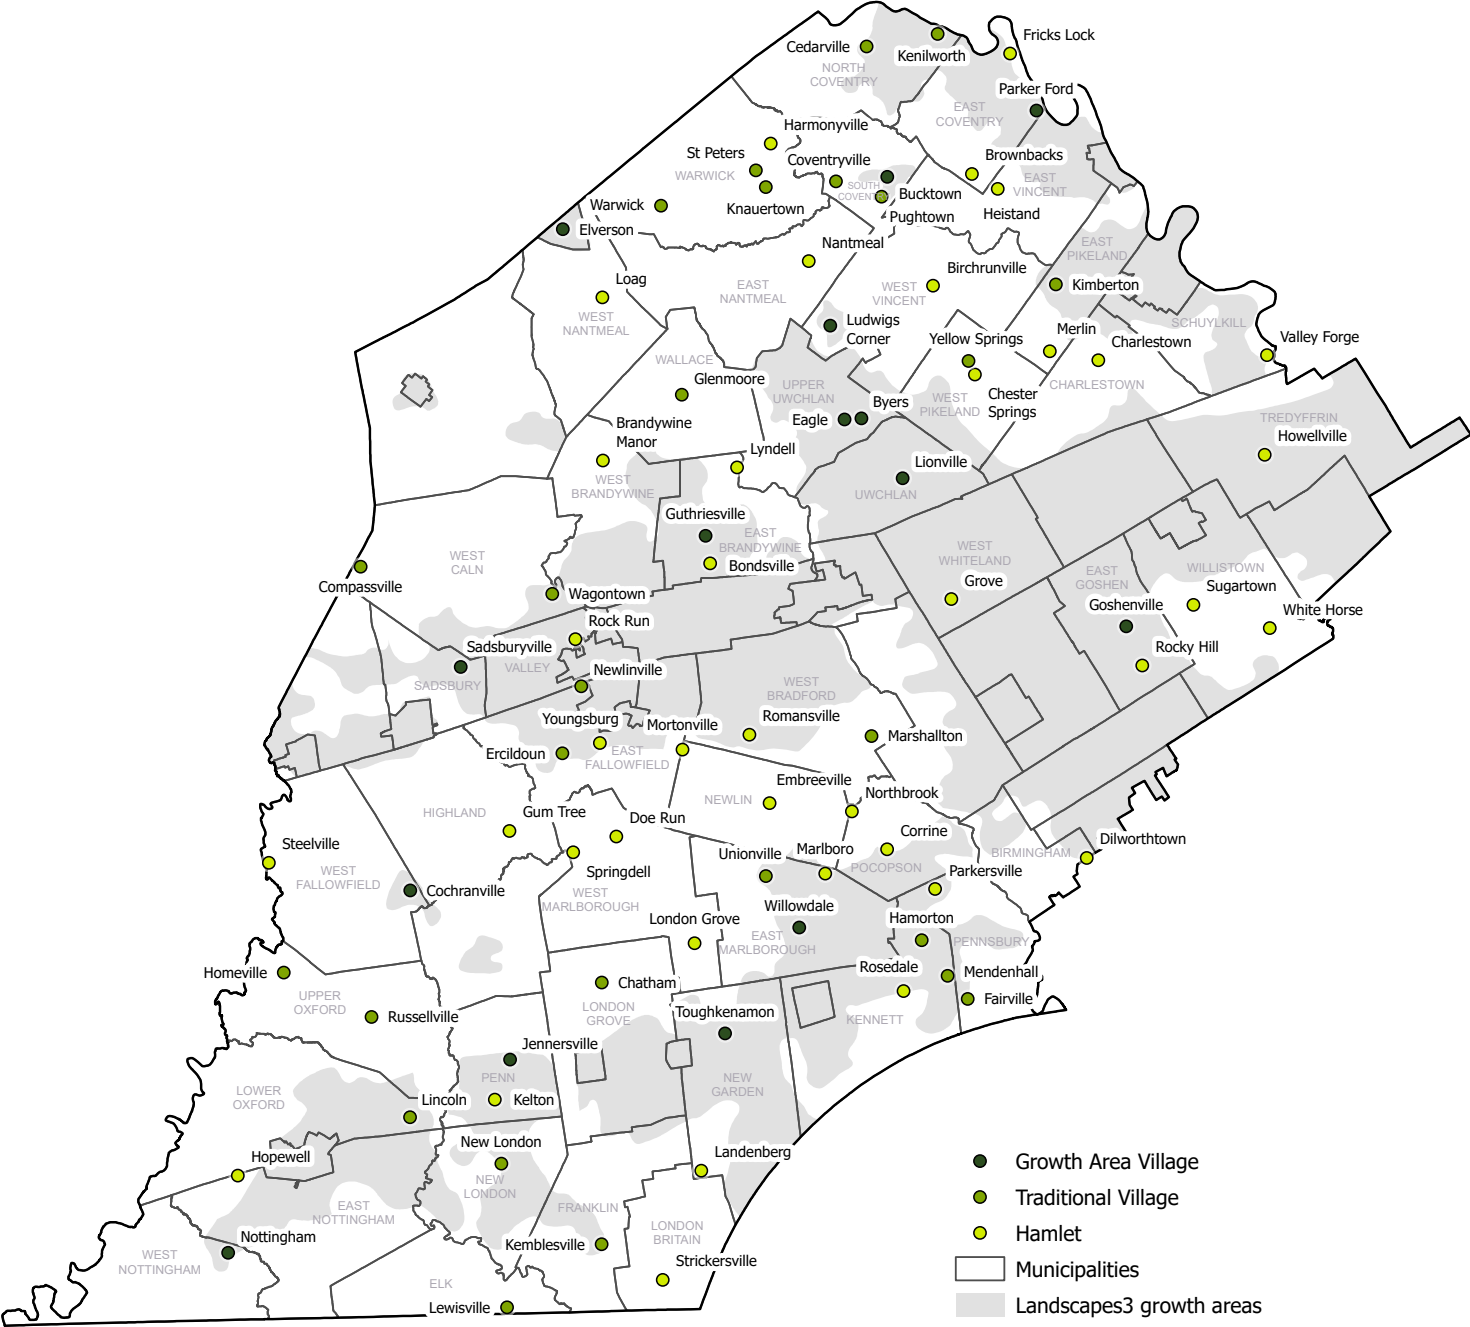 Cedarville
Kenilworth
Fricks Lock
NORTH
COVENTRY
Parker Ford
EAST
COVENTRY
Harmonyville
St Peters
Coventryville
Brownbacks
WARWICK
SOUTH
COVENTRY
EAST
VINCENT
Bucktown
Knauertown
Warwick
Pughtown
Heistand
Elverson
Nantmeal
EAST
PIKELAND
Loag
Birchrunville
EAST
NANTMEAL
WEST
VINCENT
Kimberton
WEST
NANTMEAL
Ludwigs
Corner
SCHUYLKILL
Yellow Springs
Merlin
Charlestown
Valley Forge
WALLACE
Glenmoore
UPPER
UWCHLAN
Byers
Eagle
WEST
PIKELAND
Chester
Springs
CHARLESTOWN
Brandywine
Manor
TREDYFFRIN
Howellville
Lyndell
Lionville
WEST
BRANDYWINE
UWCHLAN
Guthriesville
EAST
BRANDYWINE
WEST
CALN
WEST
WHITELAND
Bondsville
EAST
GOSHEN
WILLISTOWN
Compassville
Wagontown
Grove
Sugartown
Goshenville
White Horse
Rock Run
Sadsburyville
VALLEY
Newlinville
Rocky Hill
SADSBURY
WEST
BRADFORD
Youngsburg
Mortonville
Romansville
Marshallton
Ercildoun
EAST
FALLOWFIELD
Embreeville
Northbrook
NEWLIN
HIGHLAND
Gum Tree
Doe Run
Corrine
Steelville
Unionville
Marlboro
POCOPSON
BIRMINGHAM
Dilworthtown
WEST
FALLOWFIELD
Springdell
Parkersville
Cochranville
WEST
MARLBOROUGH
Willowdale
London Grove
Hamorton
EAST
MARLBOROUGH
PENNSBURY
Homeville
Rosedale
Mendenhall
Chatham
Fairville
UPPER
OXFORD
Russellville
LONDON
GROVE
Toughkenamon
KENNETT
Jennersville
PENN
NEW
GARDEN
LOWER
OXFORD
Lincoln
Kelton
New London
Hopewell
Landenberg
NEW
LONDON
EAST
NOTTINGHAM
FRANKLIN
LONDON
BRITAIN
Nottingham
Kemblesville
WEST
NOTTINGHAM
Strickersville
ELK
Lewisville
Growth Area Village
Traditional Village
Hamlet
Municipalities
Landscapes3 growth areas